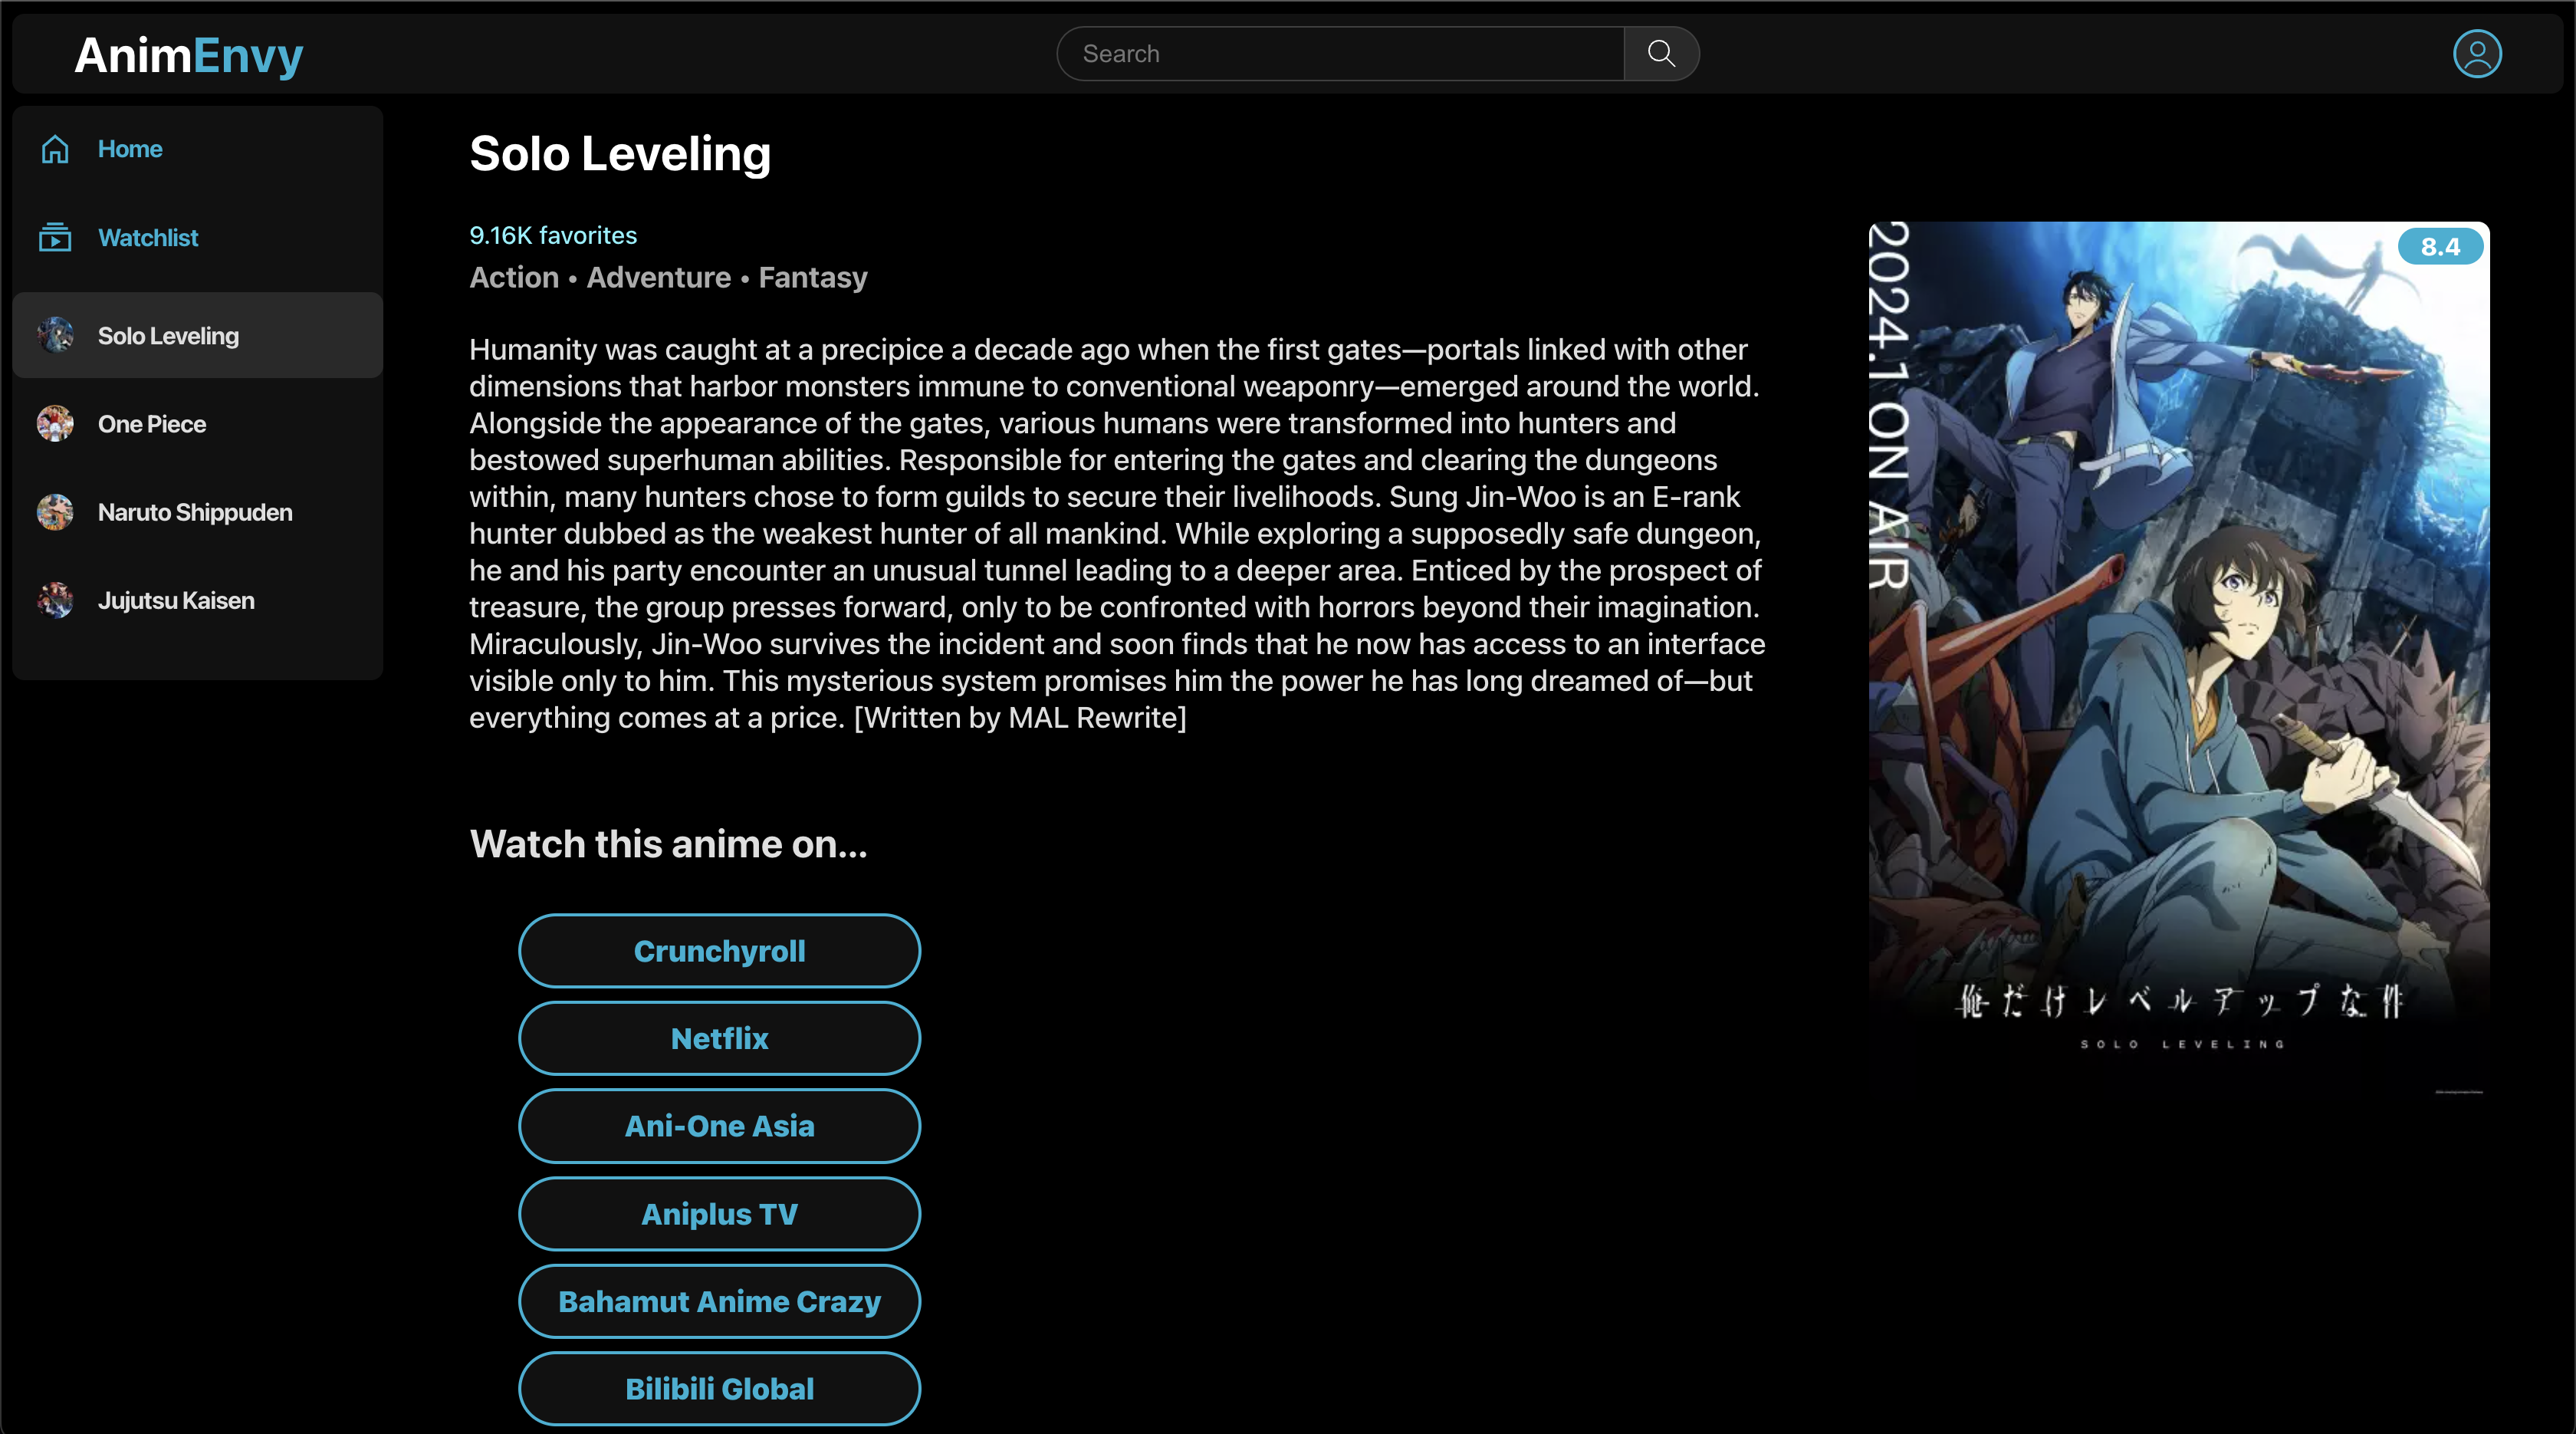 AnimEnvy
Search
Home
Watchlist
Solo Leveling
One Piece
Naruto Shippuden
Jujutsu Kaisen
Solo Leveling
9.16K favorites
Action • Adventure • Fantasy
Humanity was caught at a precipice a decade ago when the first gates—portals linked with other
dimensions that harbor monsters immune to conventional weaponry—emerged around the world.
Alongside the appearance of the gates, various humans were transformed into hunters and
bestowed superhuman abilities. Responsible for entering the gates and clearing the dungeons
within, many hunters chose to form guilds to secure their livelihoods. Sung Jin-Woo is an E-rank
hunter dubbed as the weakest hunter of all mankind. While exploring a supposedly safe dungeon,
he and his party encounter an unusual tunnel leading to a deeper area. Enticed by the prospect of
treasure, the group presses forward, only to be confronted with horrors beyond their imagination.
Miraculously, Jin-Woo survives the incident and soon finds that he now has access to an interface
visible only to him. This mysterious system promises him the power he has long dreamed of—but
everything comes at a price. [Written by MAL Rewrite]
Watch this anime on...
Crunchyroll
Netflix
Ani-One Asia
Aniplus TV
Bahamut Anime Crazy
Bilibili Global
8.4
2024.1 ON AIR
俺だけレベルアップな件
SOLO LEVELING